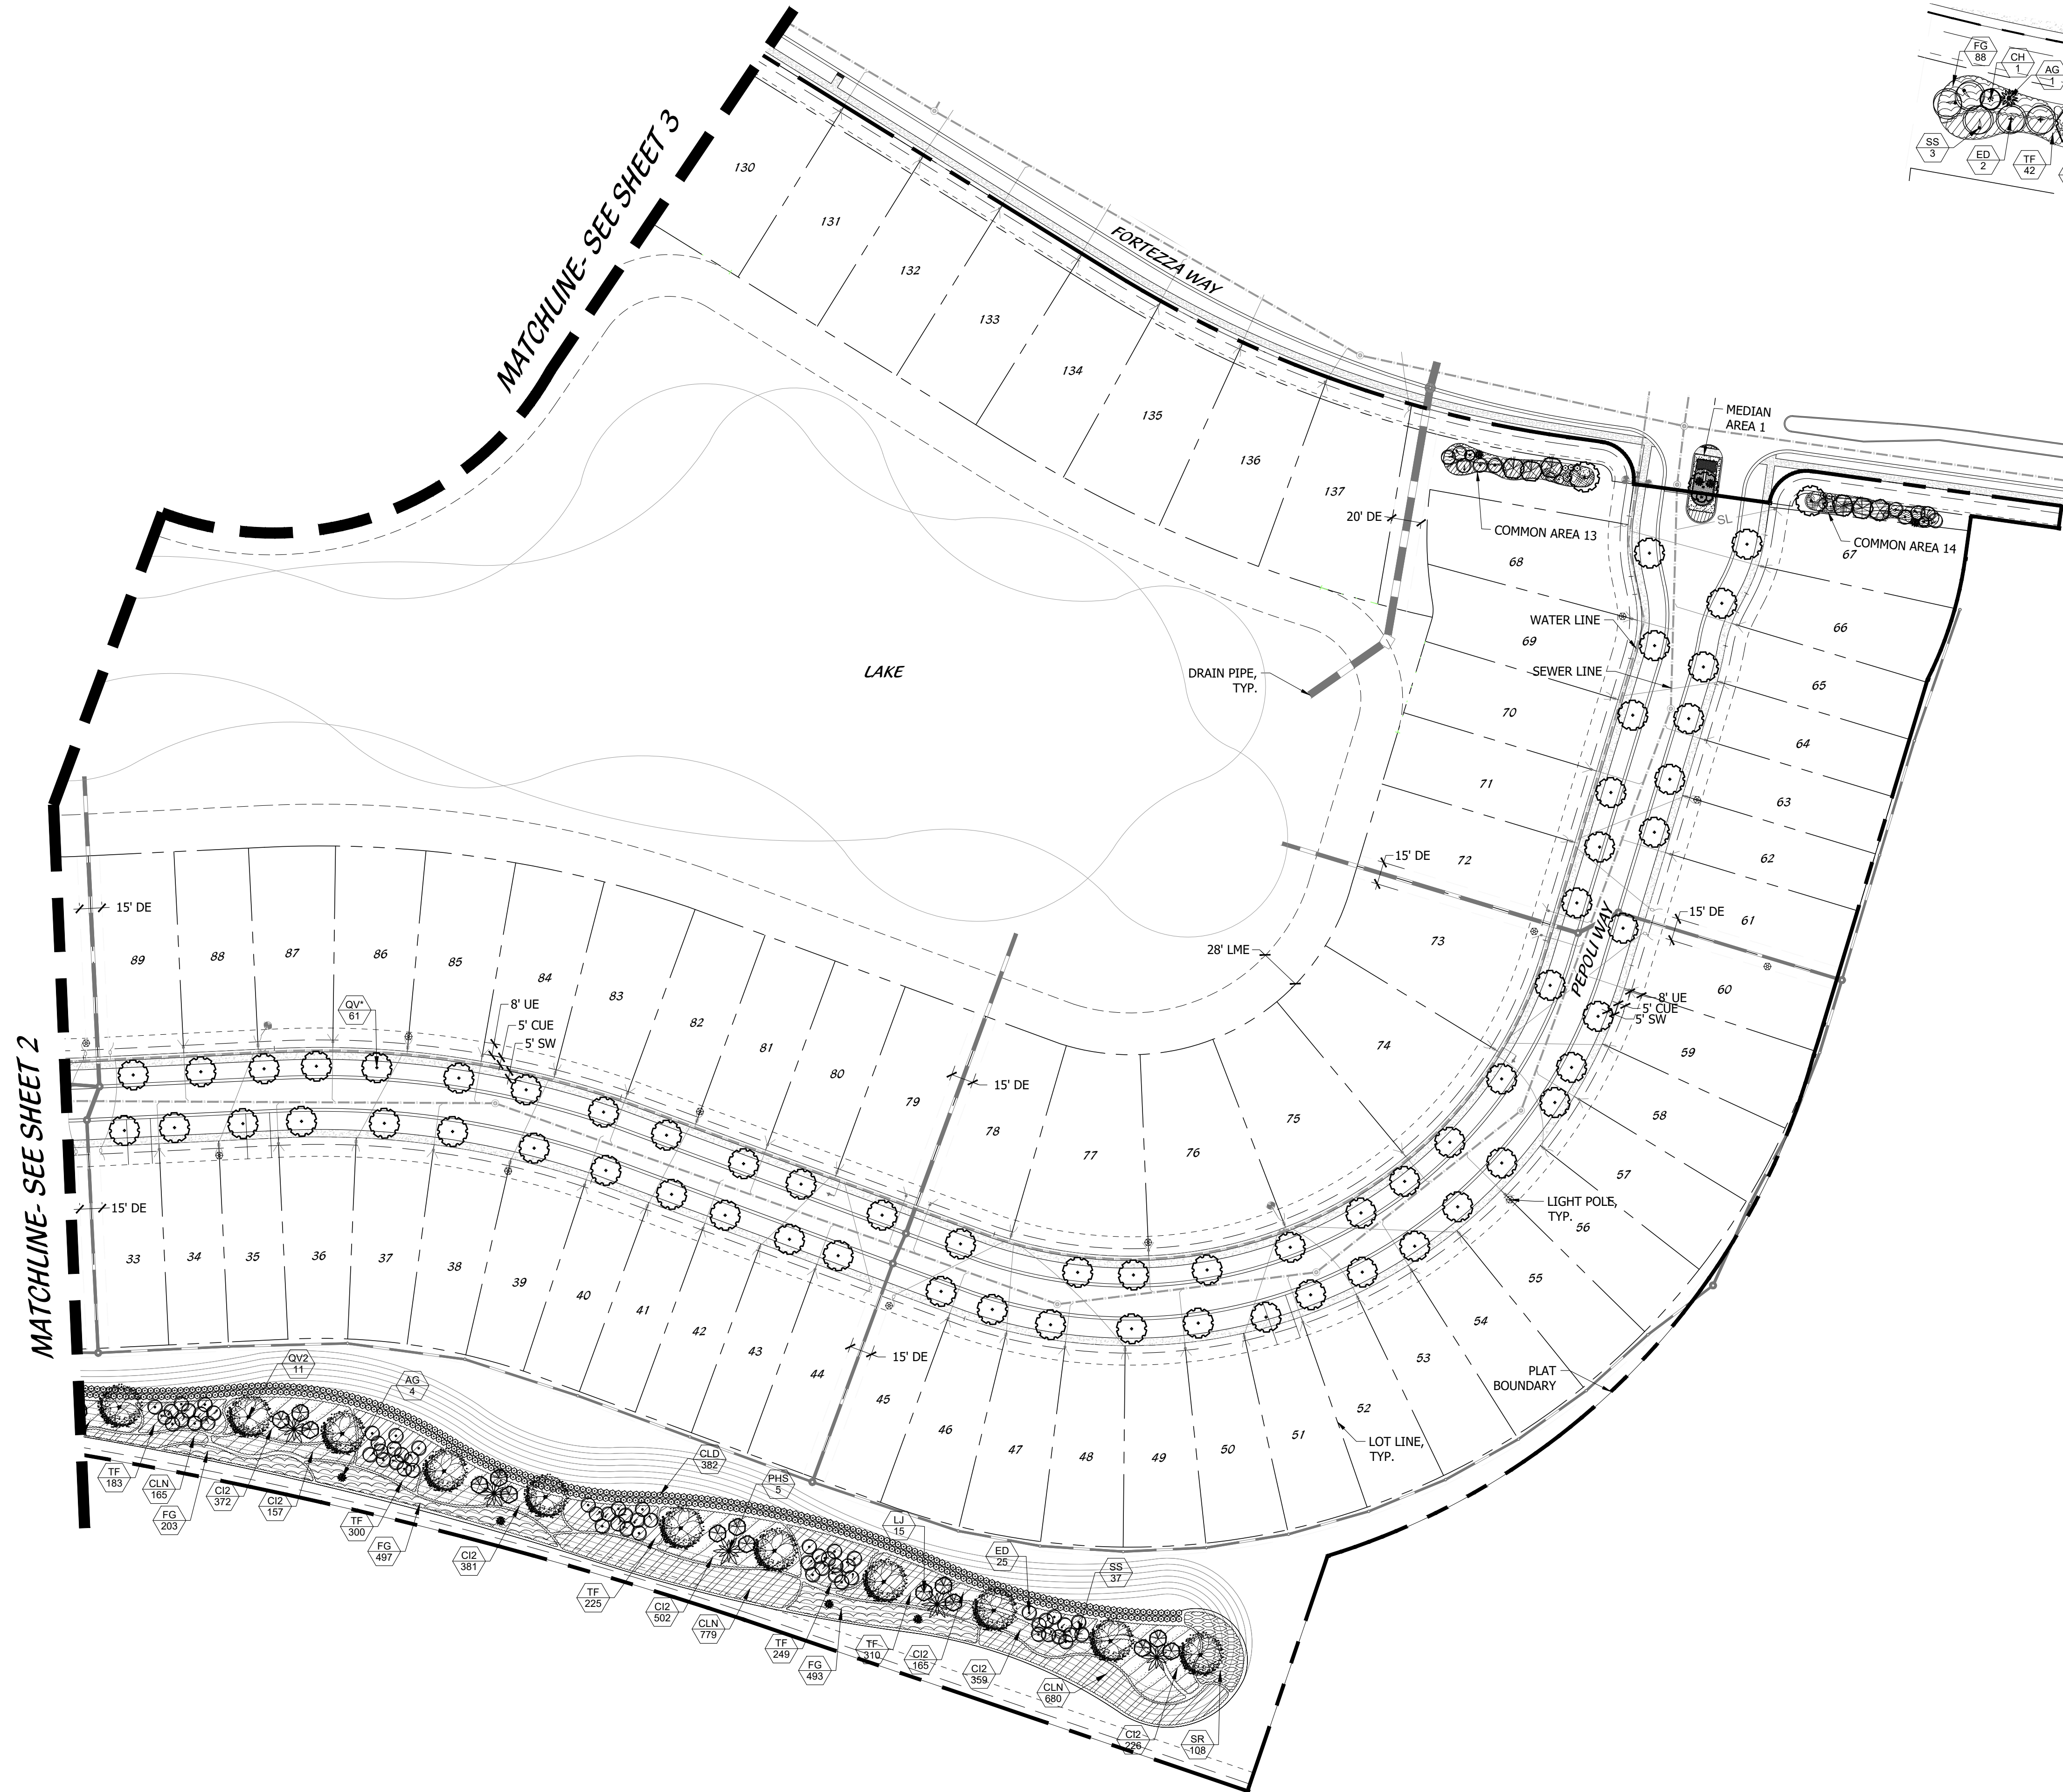 FG
88
CH
1
AG
1
SS
3
ED
2
TF
42
MATCHLINE- SEE SHEET 3
130
131
132
133
134
135
136
137
FORTEZZA WAY
MEDIAN
AREA 1
20' DE
COMMON AREA 13
SL
COMMON AREA 14
67
68
WATER LINE
66
69
SEWER LINE
65
LAKE
DRAIN PIPE,
TYP.
70
64
71
63
15' DE
72
62
15' DE
61
73
PEPOLI WAY
28' LME
60
8' UE
5' CUE
5' SW
59
74
58
75
57
76
LIGHT POLE,
TYP.
56
77
78
55
15' DE
79
80
81
82
83
84
85
86
87
88
89
15' DE
QV*
61
8' UE
5' CUE
5' SW
MATCHLINE- SEE SHEET 2
15' DE
33
34
35
36
37
38
39
40
41
42
43
44
15' DE
45
46
47
48
49
50
51
52
53
54
PLAT
BOUNDARY
LOT LINE,
TYP.
QV2
11
AG
4
CLD
382
PHS
5
LJ
15
ED
25
SS
37
TF
183
CLN
165
FG
203
CI2
372
CI2
157
TF
300
FG
497
CI2
381
TF
225
CI2
502
CLN
779
TF
249
FG
493
TF
310
CI2
165
CI2
359
CLN
680
CI2
226
SR
108